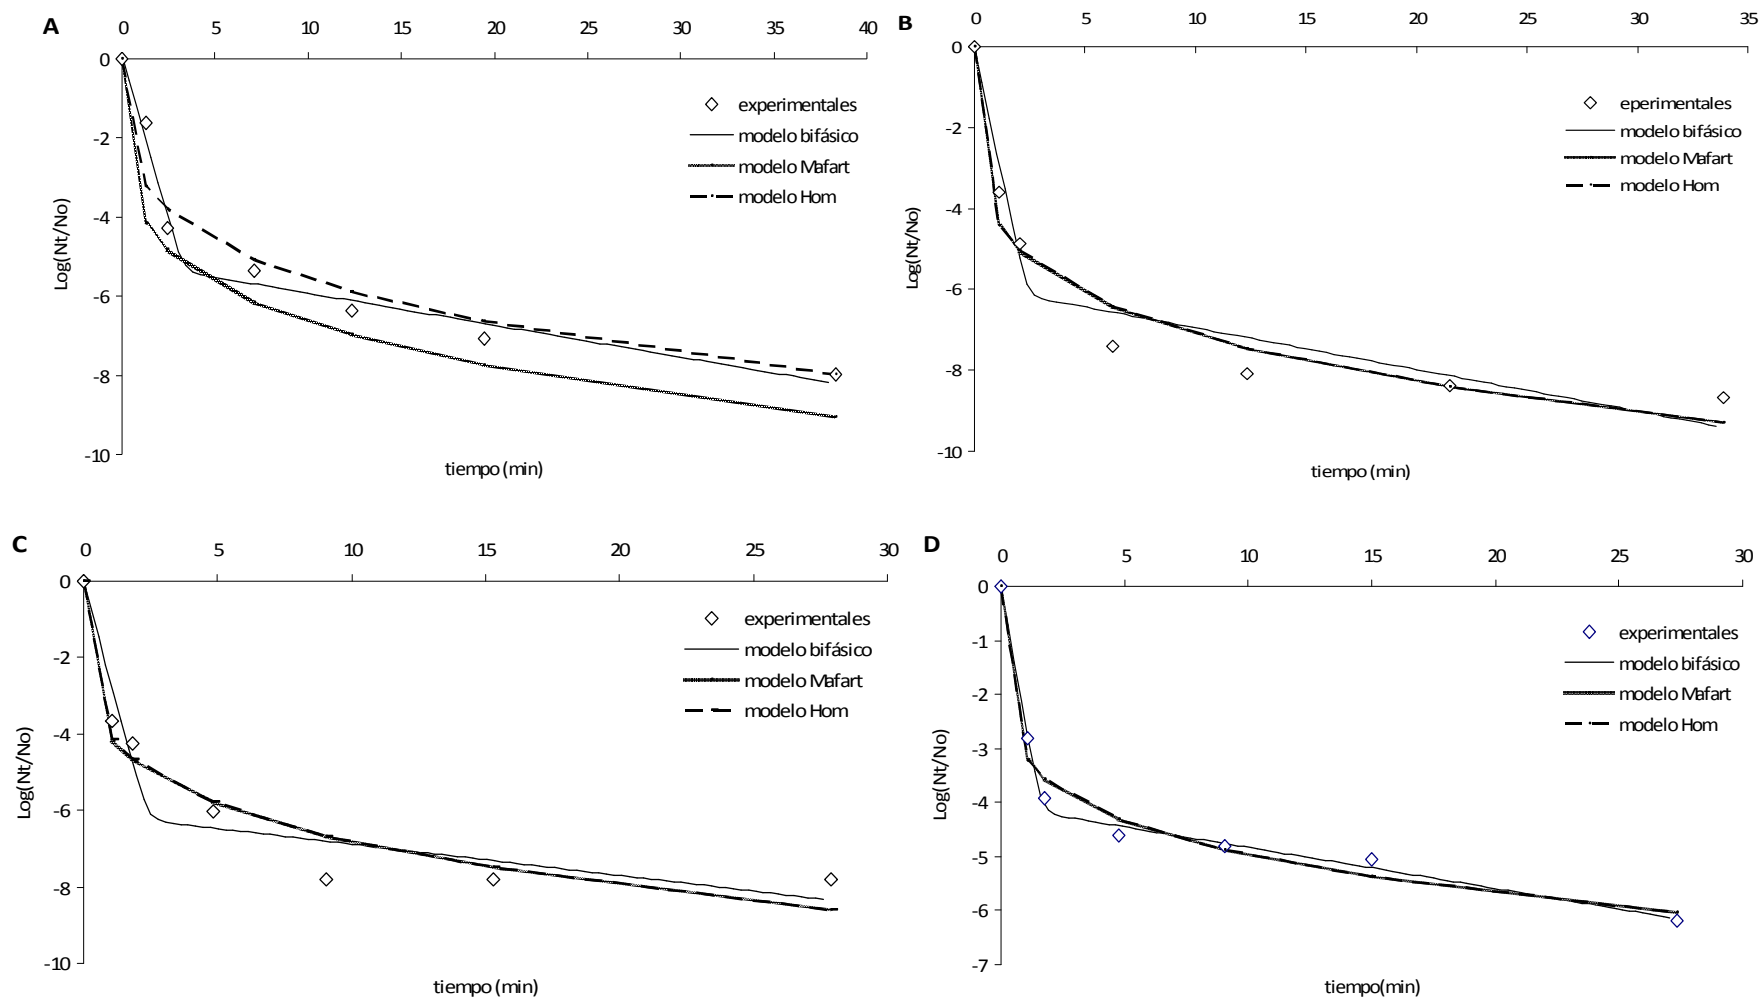 A
0 5 10 15 20 25 30 35 40
0
-2
-4
-6
-8
-10
Log(Nt/No)
experimentales
modelo bifásico
modelo Mafart
modelo Hom
tiempo (min)
B
0 5 10 15 20 25 30 35
0
-2
-4
-6
-8
-10
Log(Nt/No)
eperimentales
modelo bifásico
modelo Mafart
modelo Hom
tiempo (min)
C
0 5 10 15 20 25 30
0
-2
-4
-6
-8
-10
Log(Nt/No)
experimentales
modelo bifásico
modelo Mafart
modelo Hom
tiempo (min)
D
0 5 10 15 20 25 30
0
-1
-2
-3
-4
-5
-6
-7
Log(Nt/No)
experimentales
modelo bifásico
modelo Mafart
modelo Hom
tiempo(min)